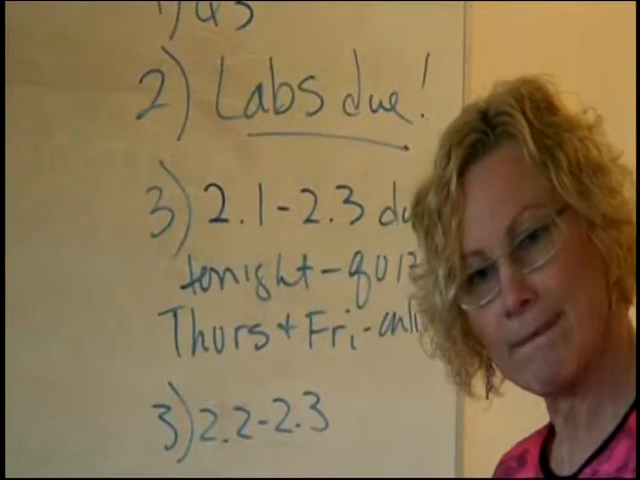 2) Labs due!
3) 2.1-2.3
tonight-
Thurs + Fri-
3) 2.2-2.3